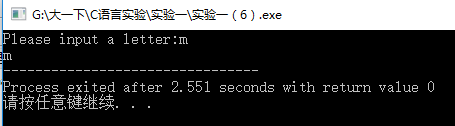 G:\大一下\C语言实验\实验一\实验一（6）.exe
Please input a letter:m
m
--------------------------------
Process exited after 2.551 seconds with return value 0
请按任意键继续. . .